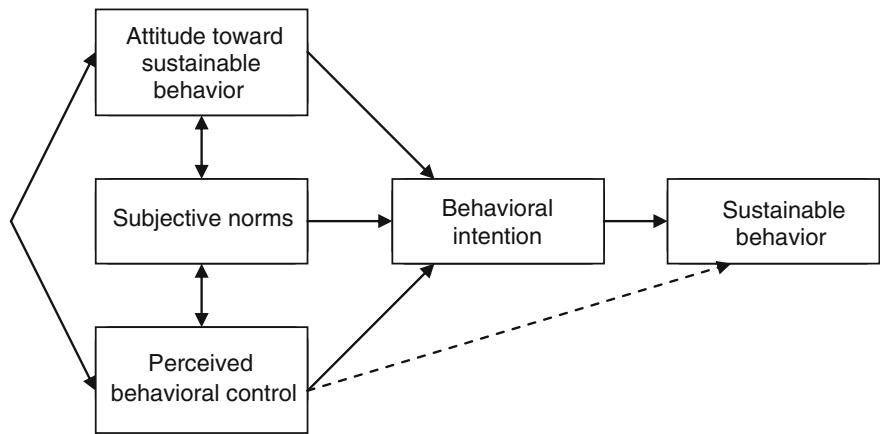 Attitude toward
sustainable
behavior
Subjective norms
Behavioral
intention
Sustainable
behavior
Perceived
behavioral control